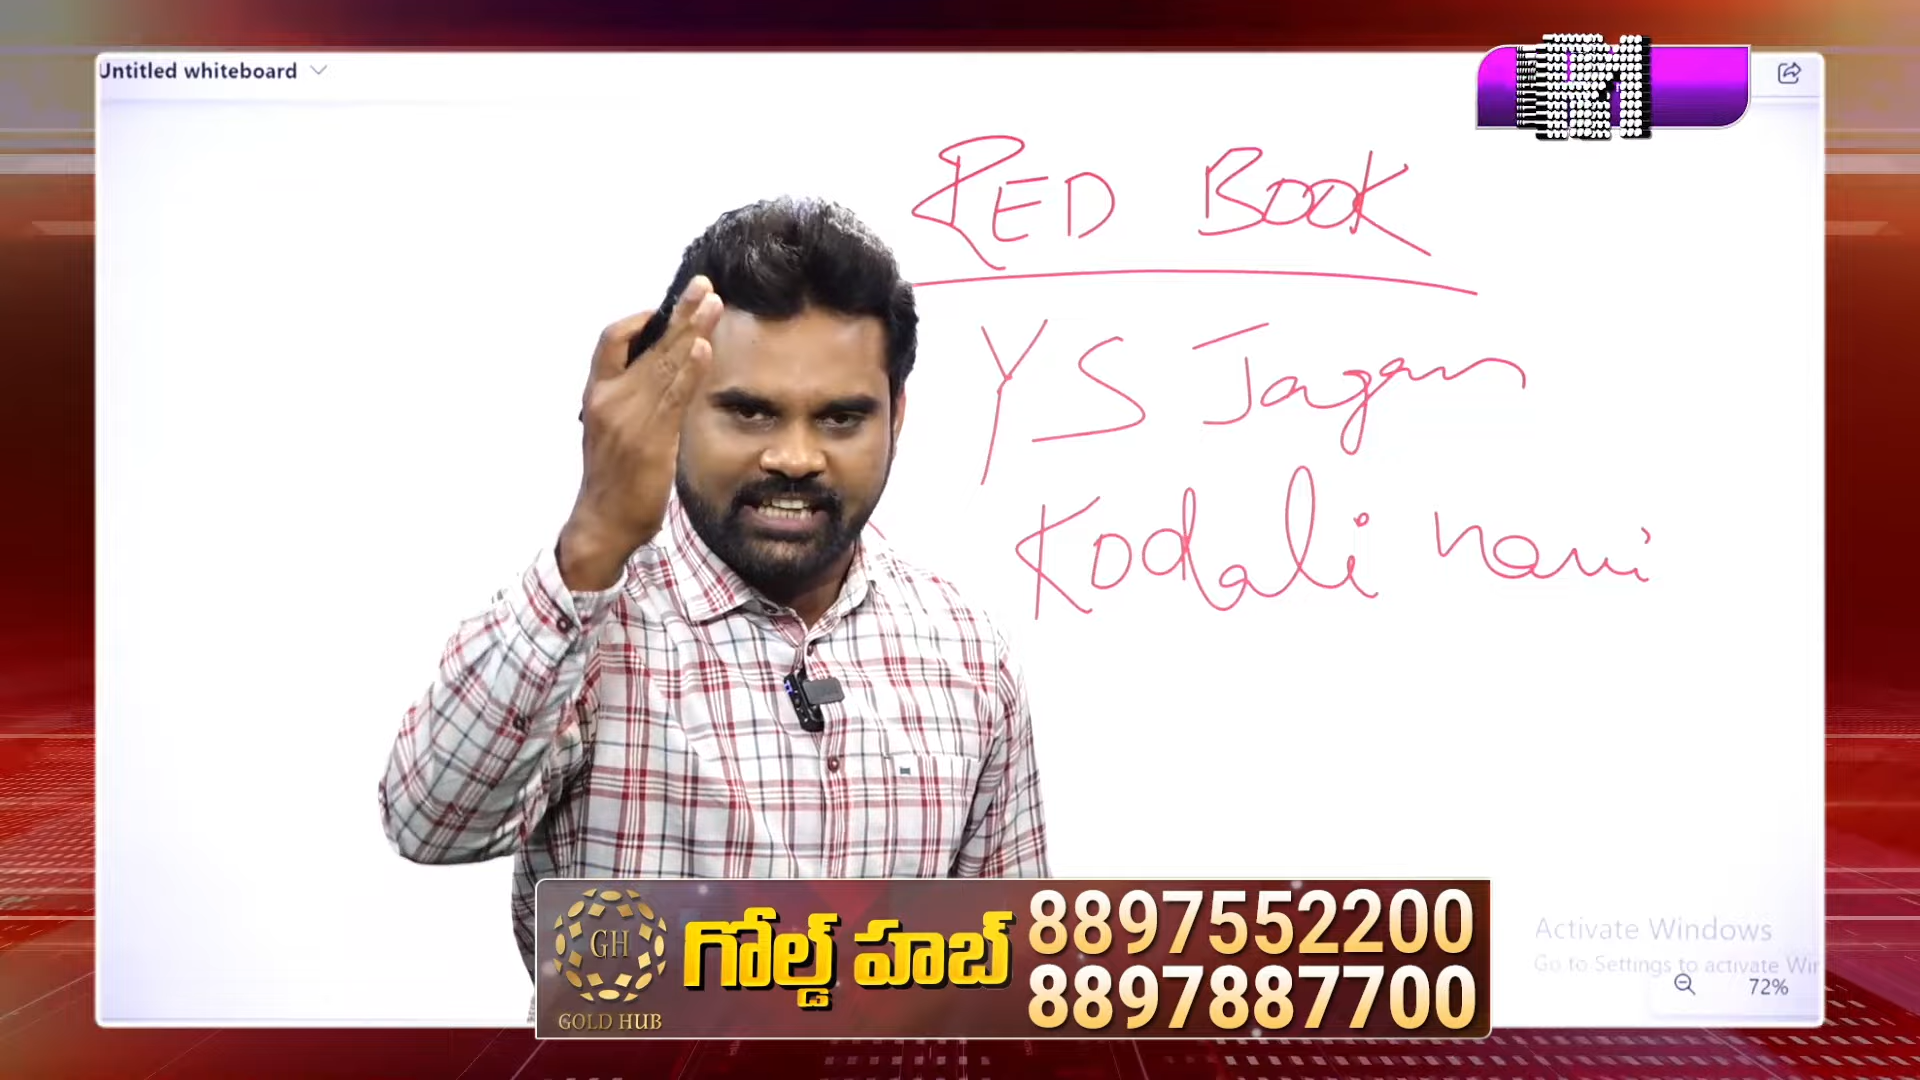 Untitled whiteboard
RED BOOK
YS Jagan
Kodali nani
GH
GOLD HUB
గోల్డ్ హబ్
8897552200
8897887700
Activate Windows
Go to Settings to activate Win
72%